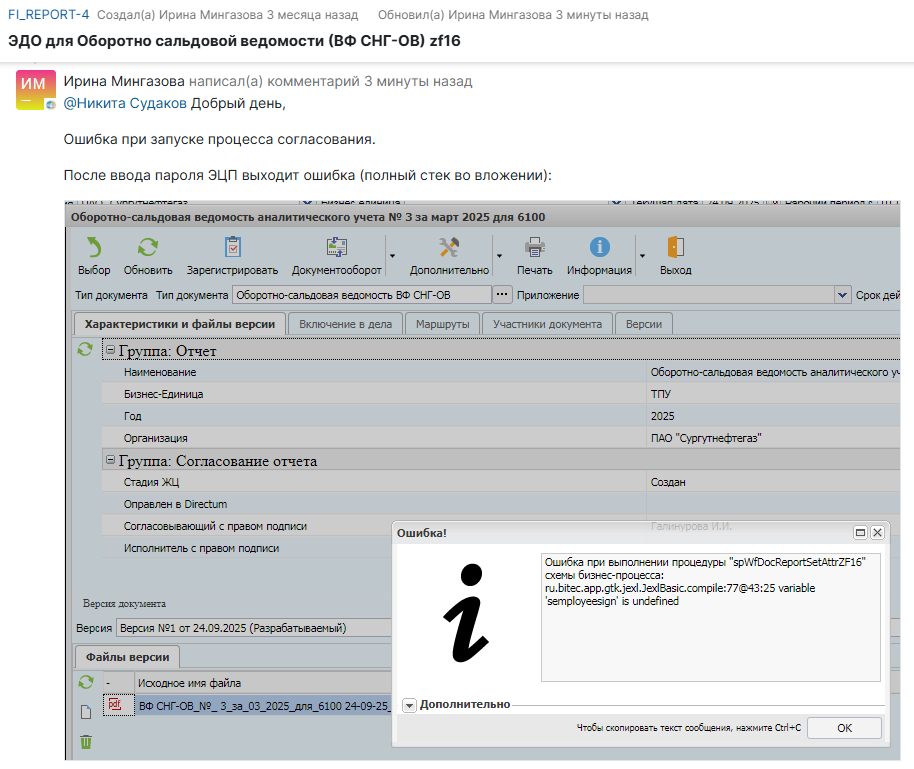 FI_REPORT-4 Создал(а) Ирина Мингазова 3 месяца назад Обновил(а) Ирина Мингазова 3 минуты назад
ЭДО для Оборотно сальдовой ведомости (ВФ СНГ-ОВ) zf16
ИМ
Ирина Мингазова написал(а) комментарий 3 минуты назад
@Никита Судаков Добрый день,
Ошибка при запуске процесса согласования.
После ввода пароля ЭЦП выходит ошибка (полный стек во вложении):
Оборотно-сальдовая ведомость аналитического учета № 3 за март 2025 для 6100
Выбор Обновить Зарегистрировать Документооборот Дополнительно Печать Информация Выход
Тип документа Тип документа Оборотно-сальдовая ведомость ВФ СНГ-ОВ ... Приложение Срок дей
Характеристики и файлы версии Включение в дела Маршруты Участники документа Версии
Группа: Отчет
Наименование Оборотно-сальдовая ведомость аналитического уч
Бизнес-Единица ТПУ
Год 2025
Организация ПАО "Сургутнефтегаз"
Группа: Согласование отчета
Стадия ЖЦ Создан
Оправлен в Directum
Согласовывающий с правом подписи Галинурова И.И.
Исполнитель с правом подписи
Ошибка!
Ошибка при выполнении процедуры "spWfDocReportSetAttrZF16"
схемы бизнес-процесса:
ru.bitec.app.gtk.jexl.JexlBasic.compile:77@43:25 variable
'semployeesign' is undefined
Дополнительно
Чтобы скопировать текст сообщения, нажмите Ctrl+C OK
Версия документа
Версия Версия №1 от 24.09.2025 (Разрабатываемый)
Файлы версии
- Исходное имя файла
pdf ВФ СНГ-ОВ_№_ 3_за_03_2025_для_6100 24-09-25_